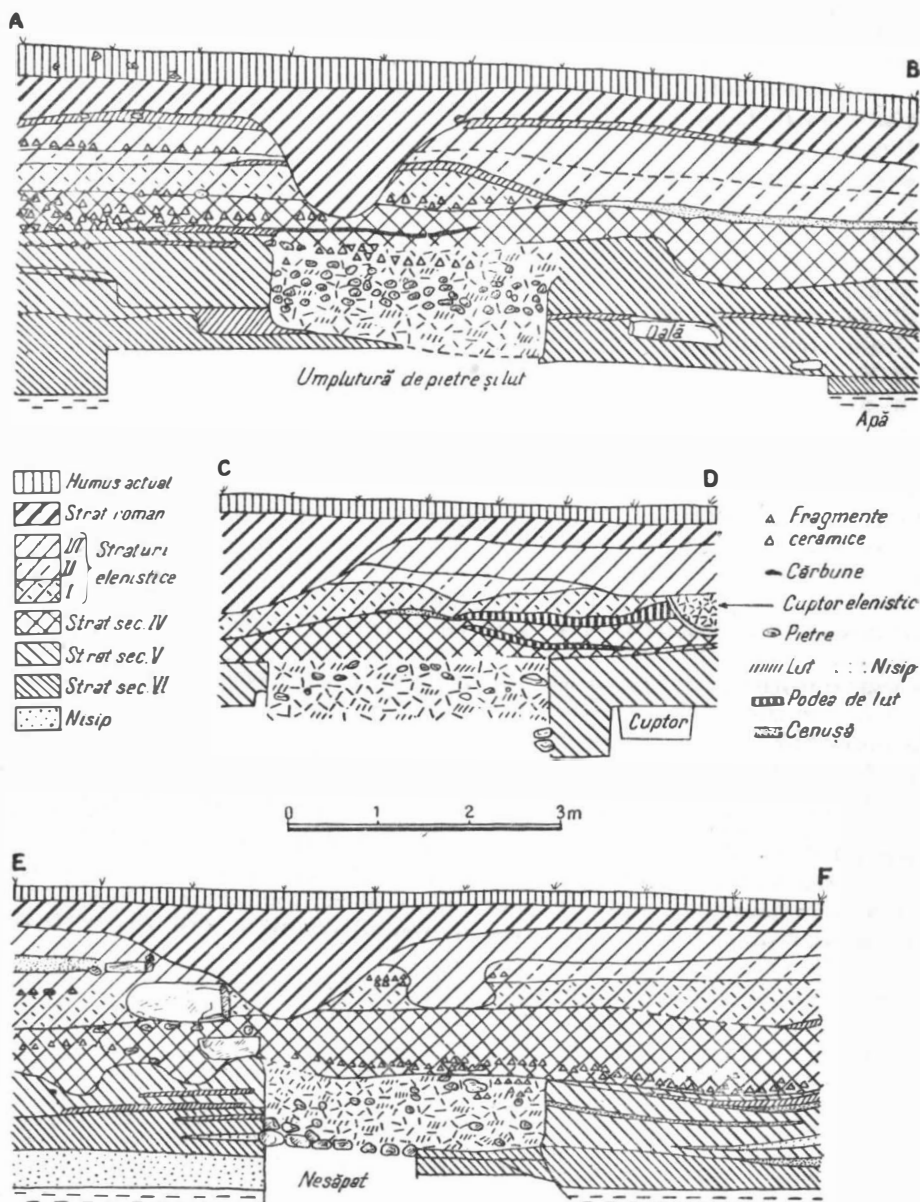 A
B
Dală
Umplutură de pietre și lut
Apă
Humus actual
Strat roman
III
II
I
Straturi
elenistice
Strat sec. IV
Strat sec. V
Strat sec. VI
Nisip
C
D
Cuptor
Fragmente
ceramice
Cărbune
Cuptor elenistic
Pietre
Lut
Nisip
Podea de lut
Cenușă
0 1 2 3 m
E
F
Nesăpat